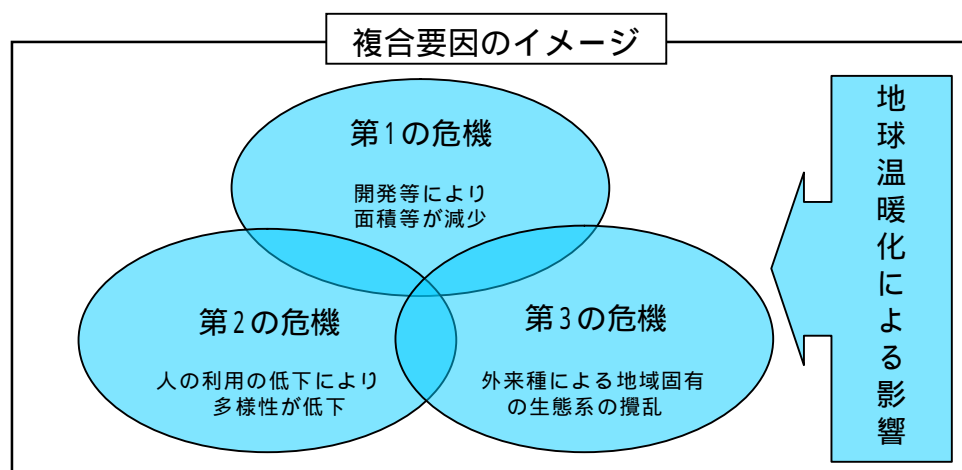 複合要因のイメージ
第1の危機
開発等により
面積等が減少
第2の危機
人の利用の低下により
多様性が低下
第3の危機
外来種による地域固有
の生態系の攪乱
地球温暖化による影響